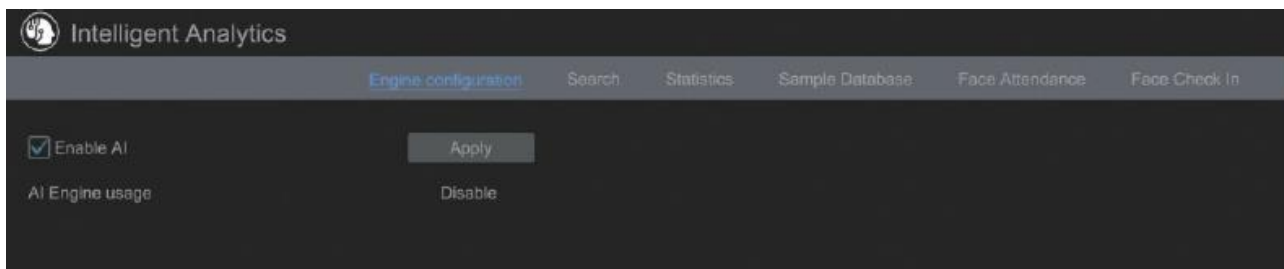 Intelligent Analytics
Engine configuration Search Statistics Sample Database Face Attendance Face Check In
Enable AI Apply
AI Engine usage Disable